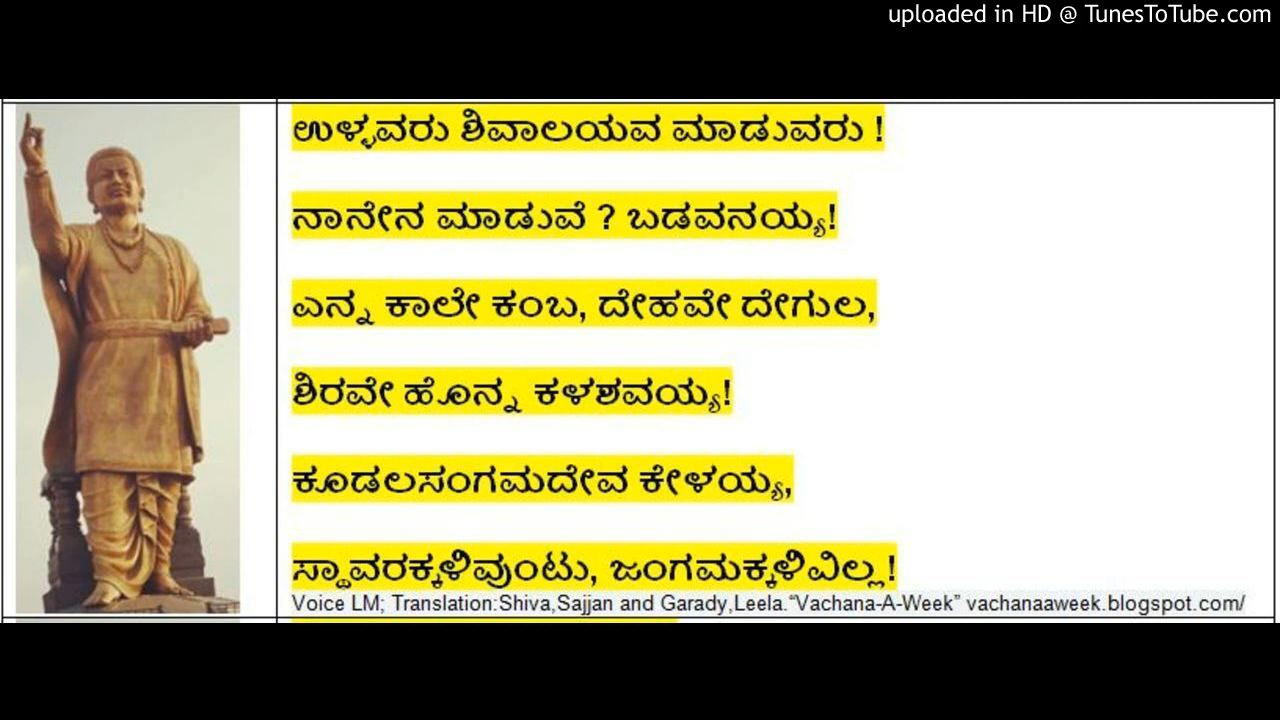 uploaded in HD @ TunesToTube.com
ಉಳ್ಳವರು ಶಿವಾಲಯವ ಮಾಡುವರು !
ನಾನೇನ ಮಾಡುವೆ ? ಬಡವನಯ್ಯ!
ಎನ್ನ ಕಾಲೇ ಕಂಬ, ದೇಹವೇ ದೇಗುಲ,
ಶಿರವೇ ಹೊನ್ನ ಕಳಶವಯ್ಯ!
ಕೂಡಲಸಂಗಮದೇವ ಕೇಳಯ್ಯ,
ಸ್ಥಾವರಕ್ಕಳಿವುಂಟು, ಜಂಗಮಕ್ಕಳಿವಿಲ್ಲ!
Voice LM; Translation:Shiva,Sajjan and Garady,Leela.“Vachana-A-Week” vachanaaweek.blogspot.com/